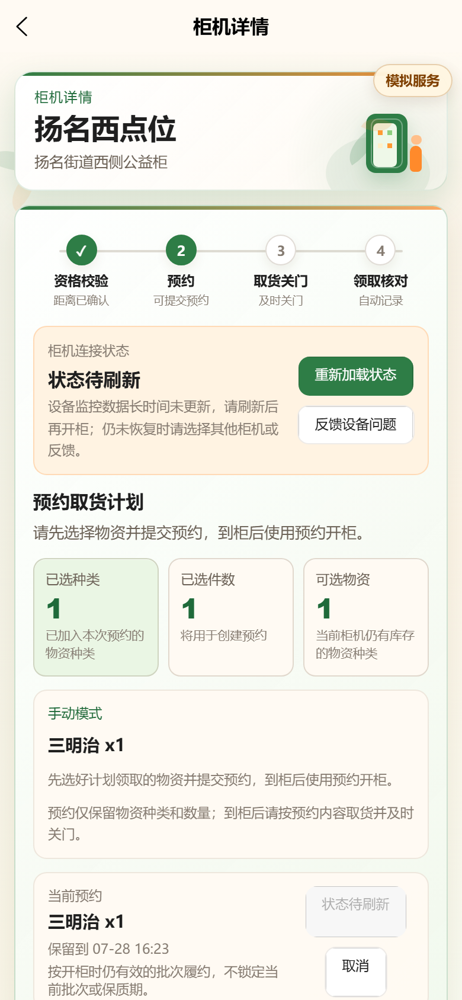 柜机详情
模拟服务
柜机详情
扬名西点位
扬名街道西侧公益柜
✓
2
3
4
资格校验
预约
取货关门
领取核对
距离已确认
可提交预约
及时关门
自动记录
柜机连接状态
状态待刷新
设备监控数据长时间未更新，请刷新后
再开柜；仍未恢复时请选择其他柜机或
反馈。
重新加载状态
反馈设备问题
预约取货计划
请先选择物资并提交预约，到柜后使用预约开柜。
已选种类
1
已加入本次预约的
物资种类
已选件数
1
将用于创建预约
可选物资
1
当前柜机仍有库存
的物资种类
手动模式
三明治 x1
先选好计划领取的物资并提交预约，到柜后使用预约开柜。
预约仅保留物资种类和数量；到柜后请按预约内容取货并及时
关门。
当前预约
三明治 x1
保留到 07-28 16:23
按开柜时仍有效的批次履约，不锁定当
前批次或保质期。
状态待刷新
取消